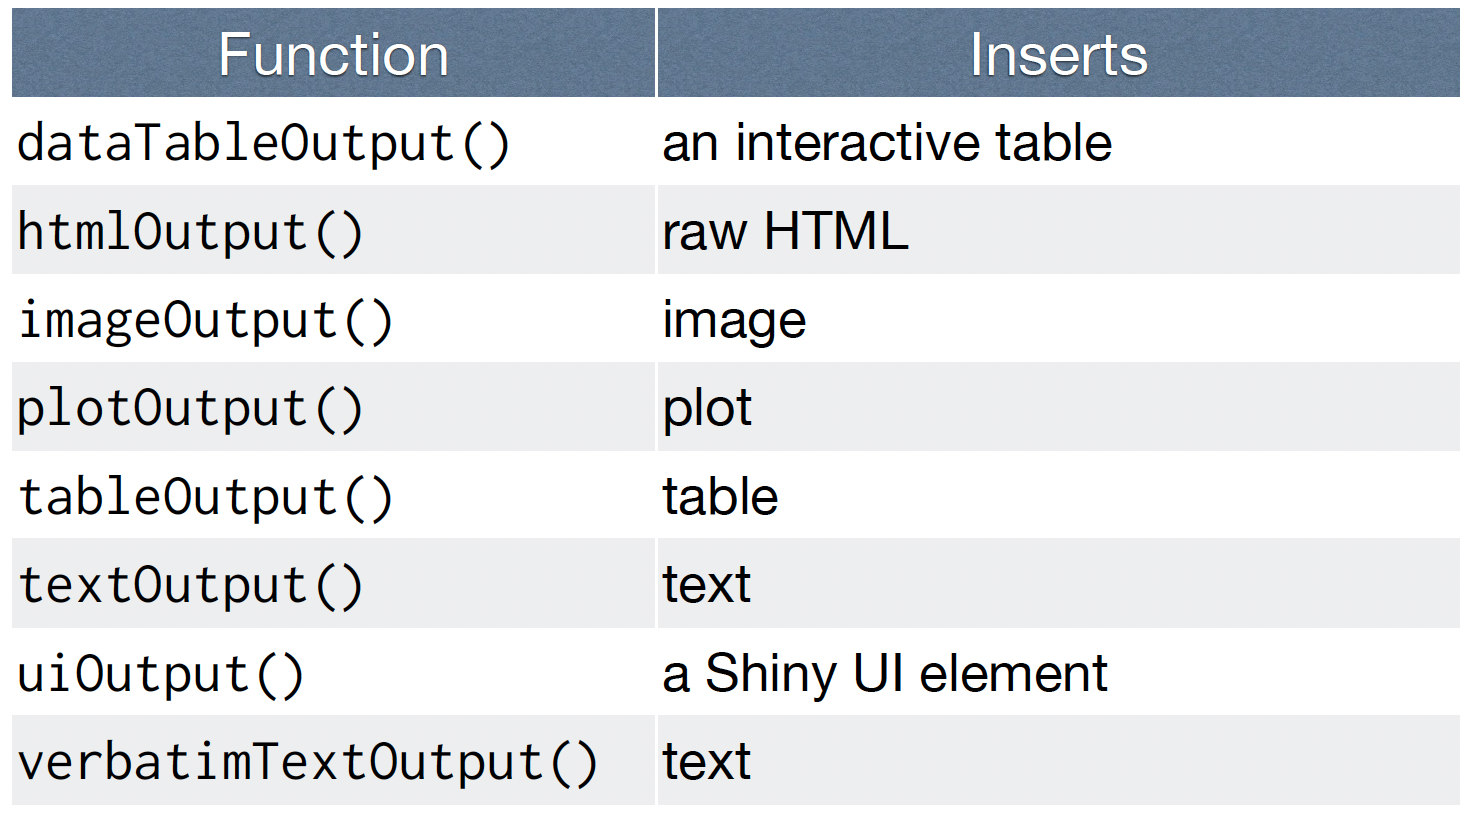 Function Inserts
dataTableOutput() an interactive table
htmlOutput() raw HTML
imageOutput() image
plotOutput() plot
tableOutput() table
textOutput() text
uiOutput() a Shiny UI element
verbatimTextOutput() text